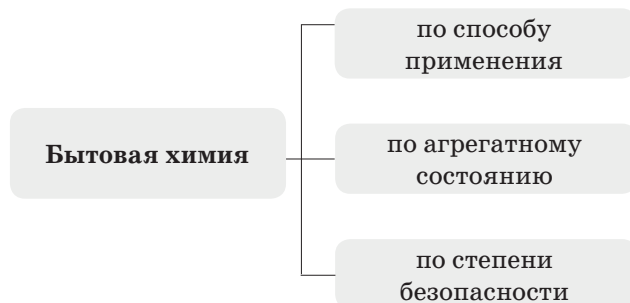 по способу
применения
Бытовая химия
по агрегатному
состоянию
по степени
безопасности